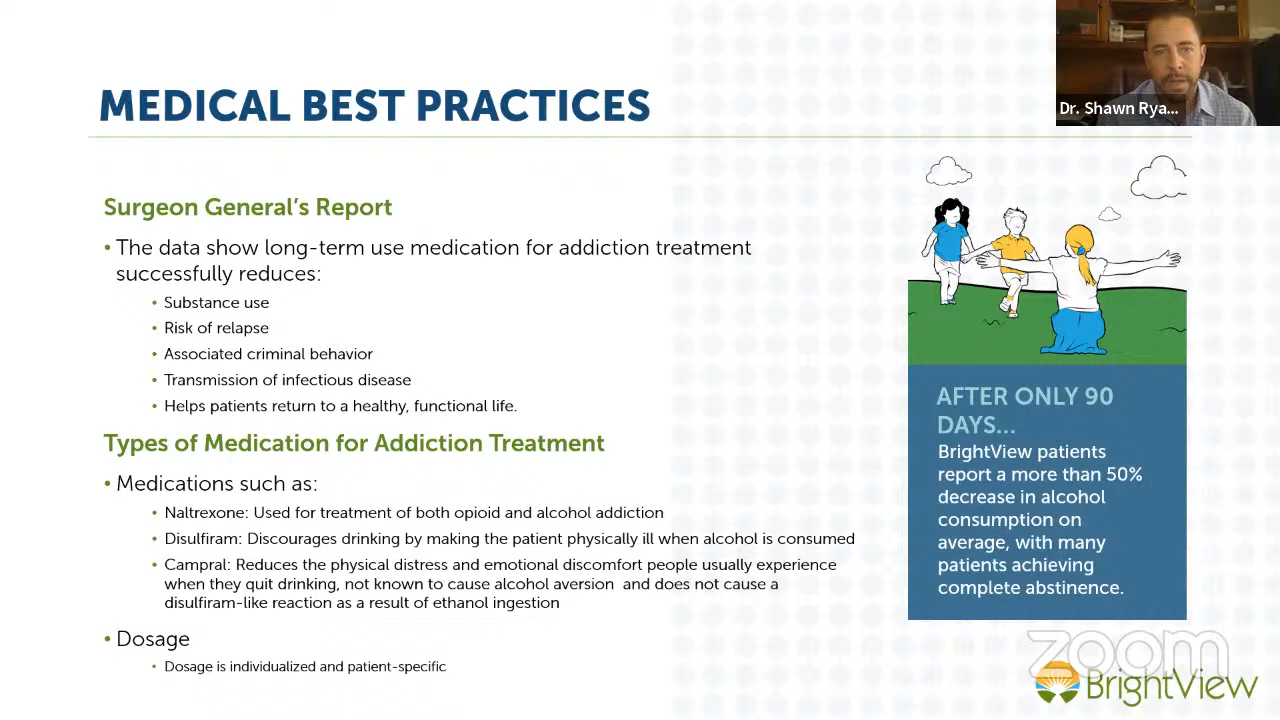 Dr. Shawn Rya...
MEDICAL BEST PRACTICES
Surgeon General's Report
• The data show long-term use medication for addiction treatment
successfully reduces:
• Substance use
• Risk of relapse
• Associated criminal behavior
• Transmission of infectious disease
• Helps patients return to a healthy, functional life.
Types of Medication for Addiction Treatment
• Medications such as:
• Naltrexone: Used for treatment of both opioid and alcohol addiction
• Disulfiram: Discourages drinking by making the patient physically ill when alcohol is consumed
• Campral: Reduces the physical distress and emotional discomfort people usually experience
when they quit drinking, not known to cause alcohol aversion and does not cause a
disulfiram-like reaction as a result of ethanol ingestion
• Dosage
• Dosage is individualized and patient-specific
AFTER ONLY 90
DAYS...
BrightView patients
report a more than 50%
decrease in alcohol
consumption on
average, with many
patients achieving
complete abstinence.
zoom
BrightView